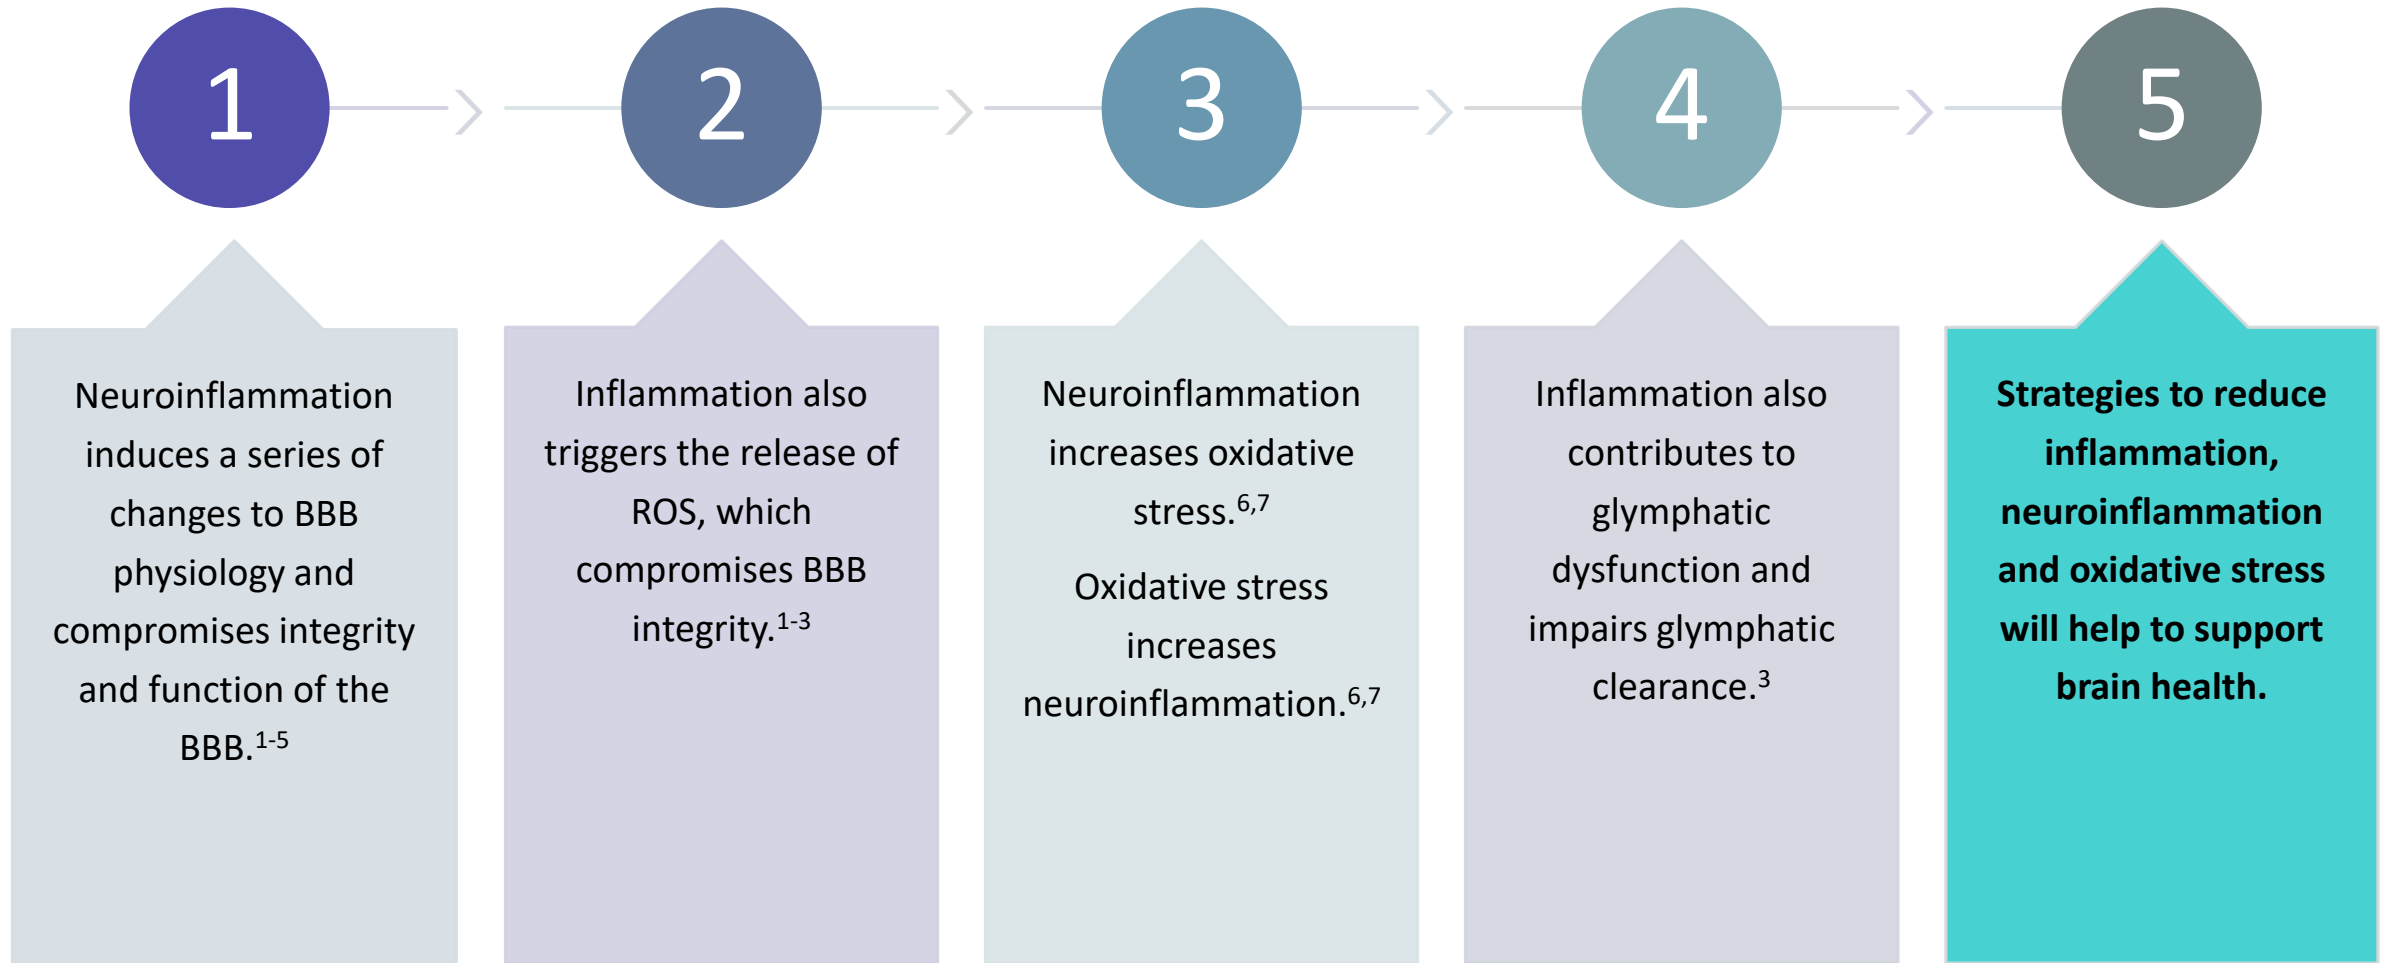 1
2
3
4
5
Neuroinflammation
induces a series of
changes to BBB
physiology and
compromises integrity
and function of the
BBB.¹⁻⁵
Inflammation also
triggers the release of
ROS, which
compromises BBB
integrity.¹⁻³
Neuroinflammation
increases oxidative
stress.⁶,⁷
Oxidative stress
increases
neuroinflammation.⁶,⁷
Inflammation also
contributes to
glymphatic
dysfunction and
impairs glymphatic
clearance.³
Strategies to reduce
inflammation,
neuroinflammation
and oxidative stress
will help to support
brain health.